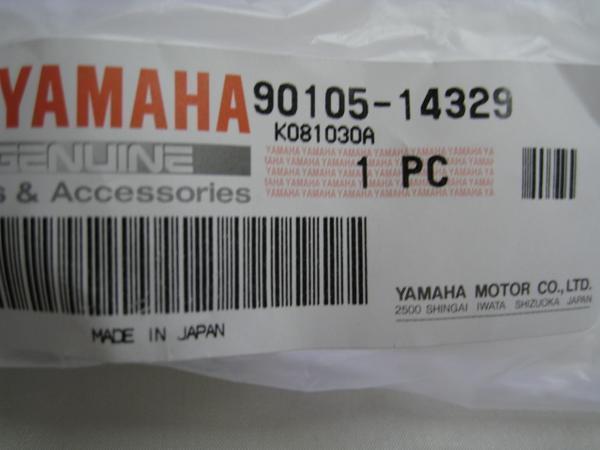 YAMAHA 90105-14329
K081030A
GENUINE
1 PC
& Accessories
YAMAHA MOTOR CO., LTD.
2500 SHINGAI IWATA SHIZUOKA JAPAN
MADE IN JAPAN